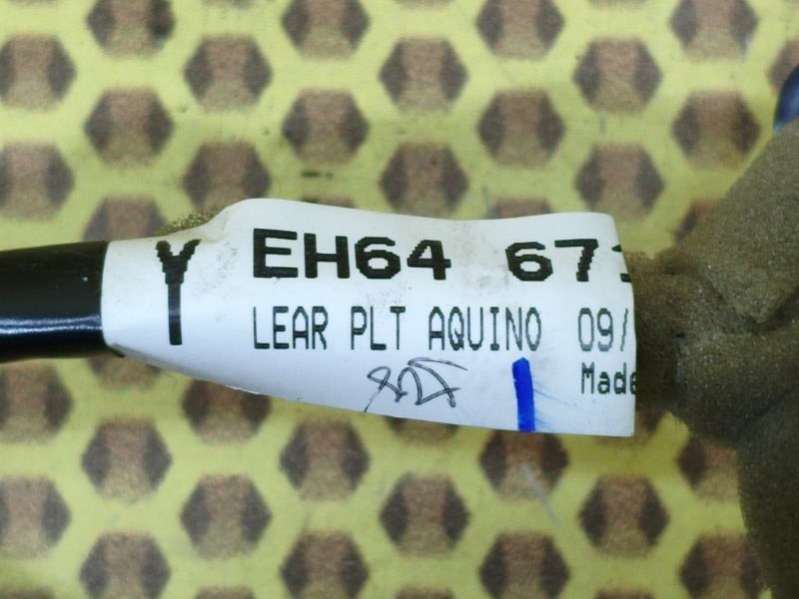 Y EH64 67
LEAR PLT AQUINO 09/
Made